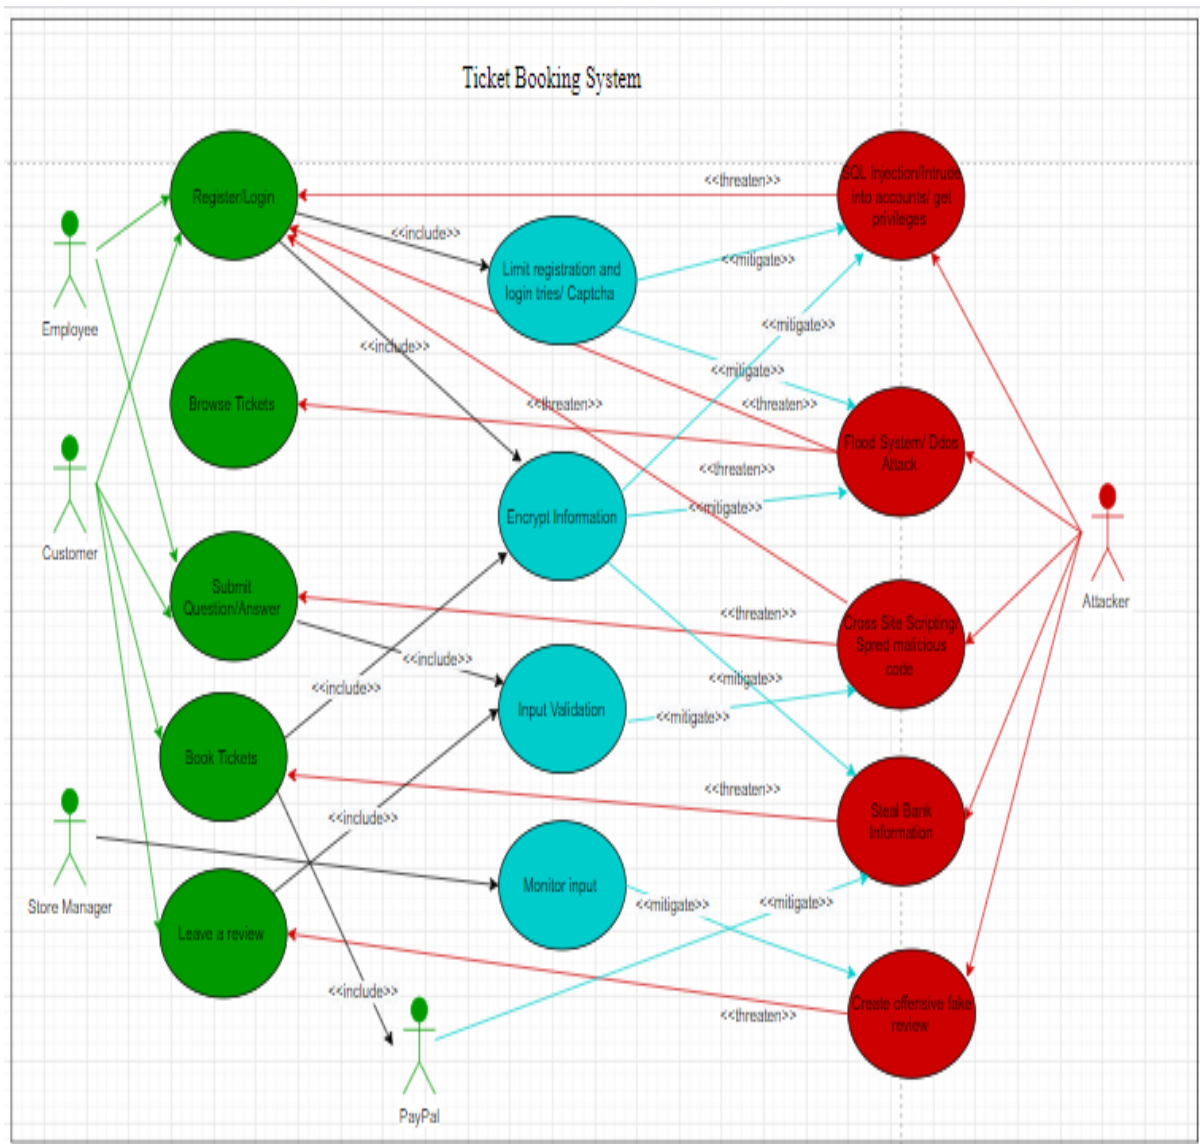 Ticket Booking System
Register/Login
SQL Injection/Intrude
into accounts/ get
privileges
<<threaten>>
<<include>>
Limit registration and
login tries/ Captcha
<<mitigate>>
Employee
<<mitigate>>
<<include>>
<<mitigate>>
Browse Tickets
<<threaten>>
<<threaten>>
Flood System/ Ddos
Attack
<<threaten>>
<<mitigate>>
Encrypt Information
Customer
Submit
Question/Answer
Attacker
<<threaten>>
Cross Site Scripting/
Spred malicious
code
<<include>>
<<mitigate>>
<<include>>
Input Validation
<<mitigate>>
Book Tickets
<<threaten>>
Steal Bank
Information
<<include>>
Monitor input
Store Manager
<<mitigate>>
<<mitigate>>
Leave a review
<<include>>
Create offensive fake
review
<<threaten>>
PayPal